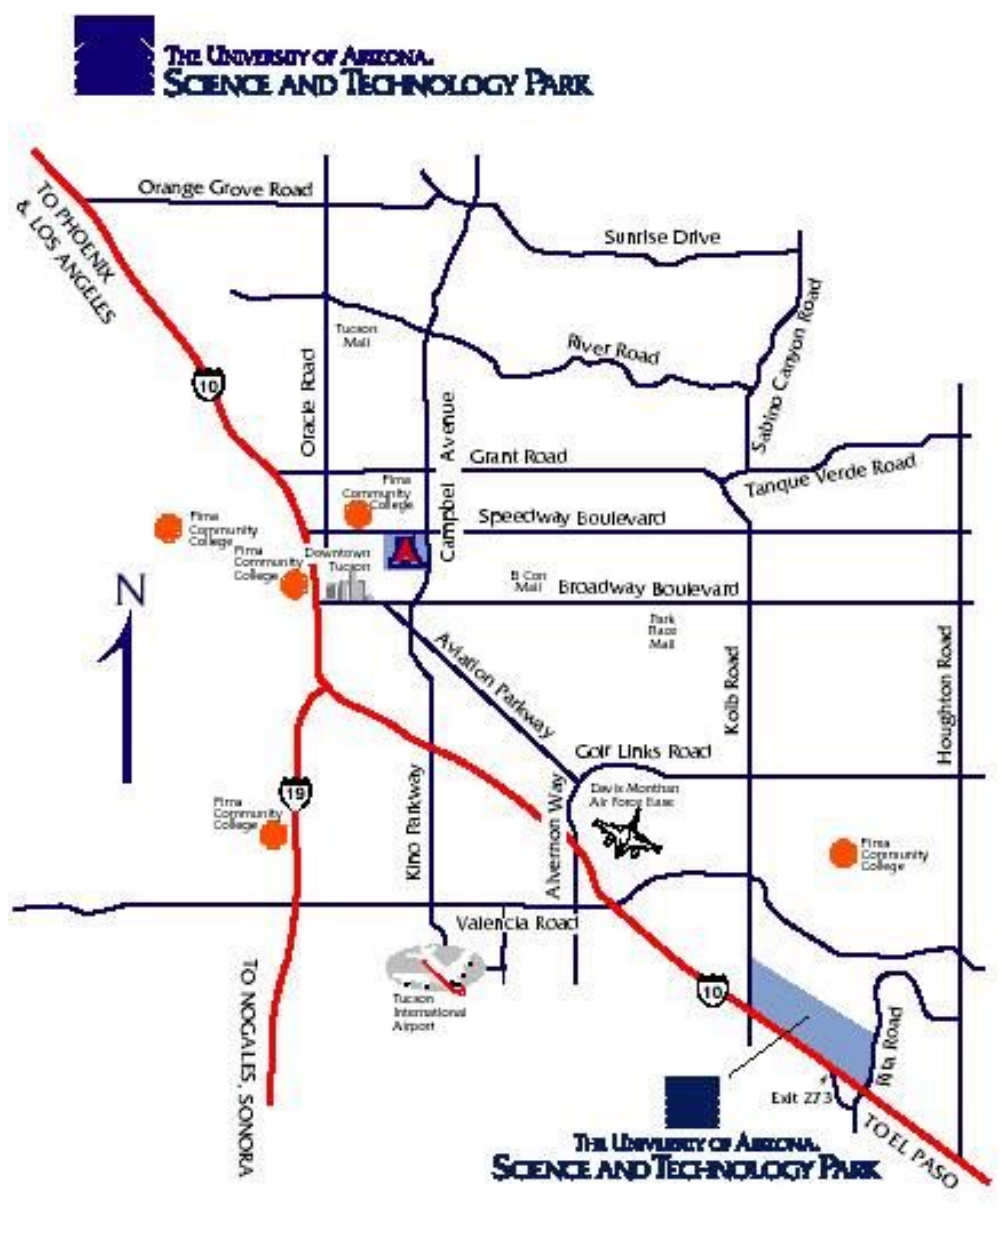 THE UNIVERSITY OF ARIZONA.
SCIENCE AND TECHNOLOGY PARK
Orange Grove Road
TO PHOENIX
& LOS ANGELES
Sunrise Drive
Sabino Canyon Road
Tucson
Mall
River Road
Oracle Road
10
Campbel Avenue
Grant Road
Tanque Verde Road
Pima
Community
College
Speedway Boulevard
Pima
Community
College
Pima
Community
College
Downtown
Tucson
A
El Con
Mall
Broadway Boulevard
N
Park
Place
Mall
Aviation Parkway
Kolb Road
Houghton Road
Golf Links Road
19
Pima
Community
College
Kino Parkway
Alvernon Way
Davis-Monthan
Air Force Base
Pima
Community
College
Valencia Road
TO NOGALES, SONORA
Tucson
International
Airport
10
Rita Road
Exit 273
TO EL PASO
THE UNIVERSITY OF ARIZONA.
SCIENCE AND TECHNOLOGY PARK